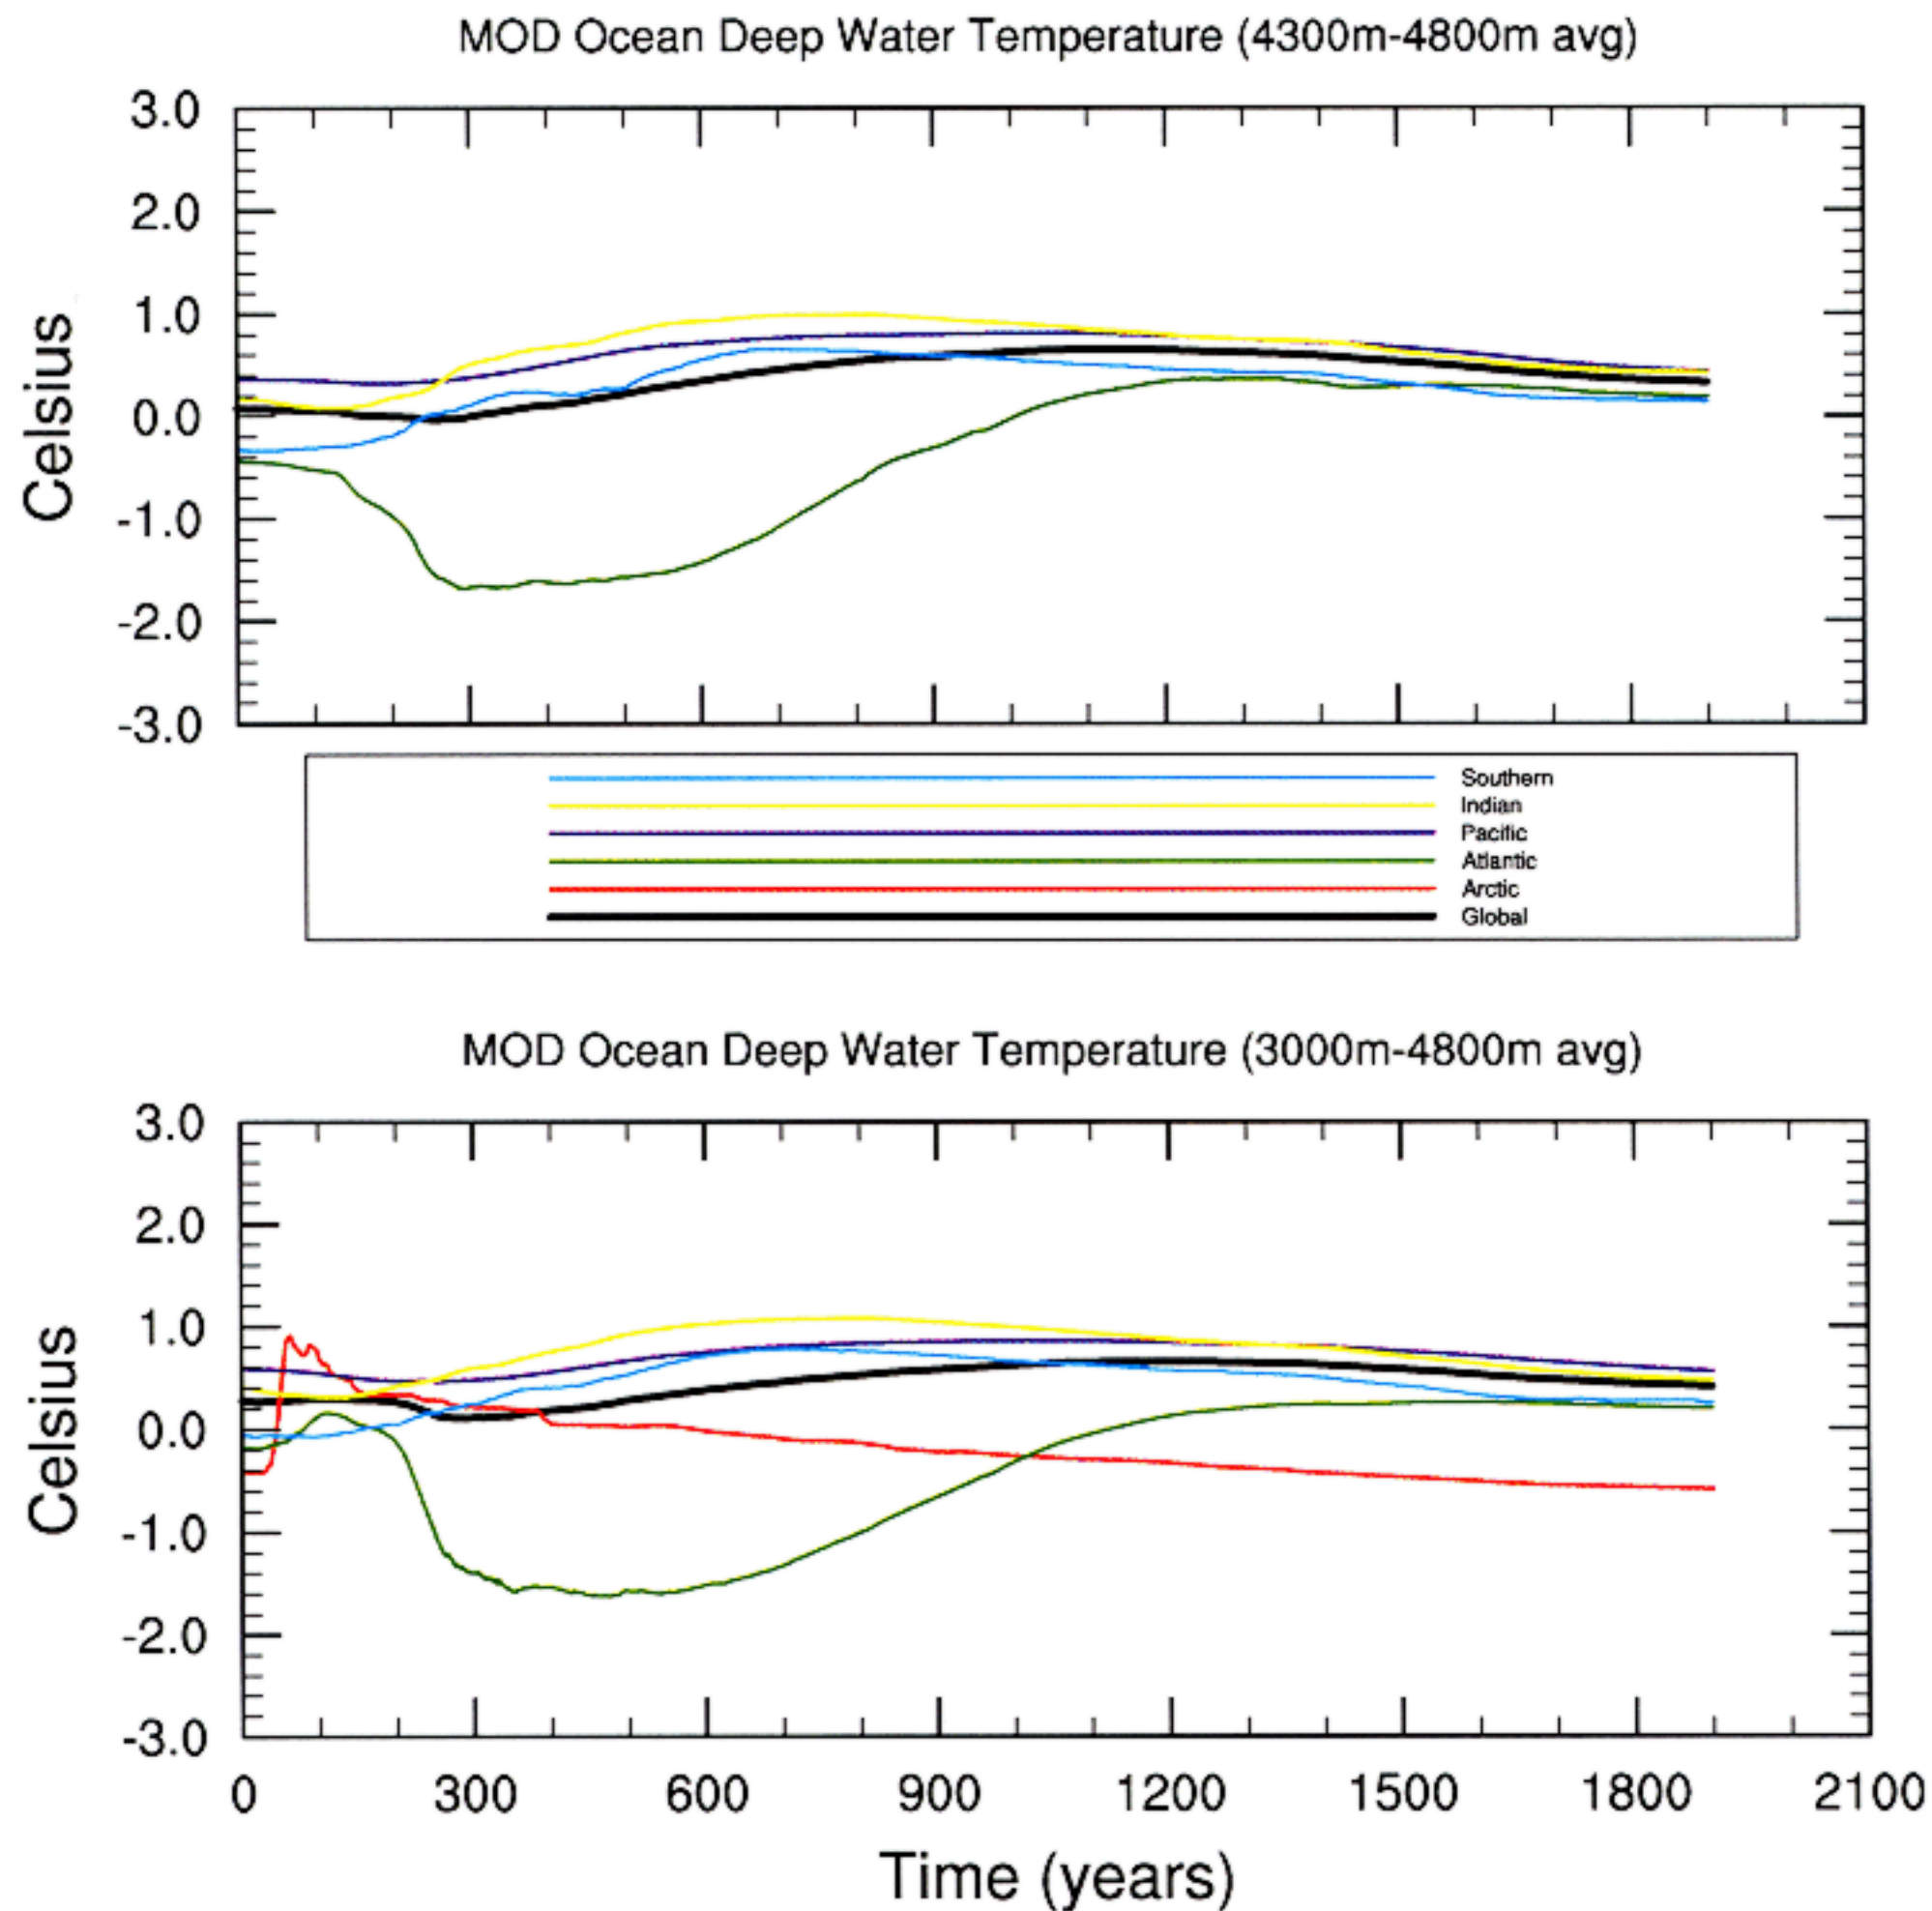 MOD Ocean Deep Water Temperature (4300m-4800m avg)
3.0
2.0
1.0
0.0
-1.0
-2.0
-3.0
Celsius
Southern
Indian
Pacific
Atlantic
Arctic
Global
MOD Ocean Deep Water Temperature (3000m-4800m avg)
3.0
2.0
1.0
0.0
-1.0
-2.0
-3.0
Celsius
0 300 600 900 1200 1500 1800 2100
Time (years)